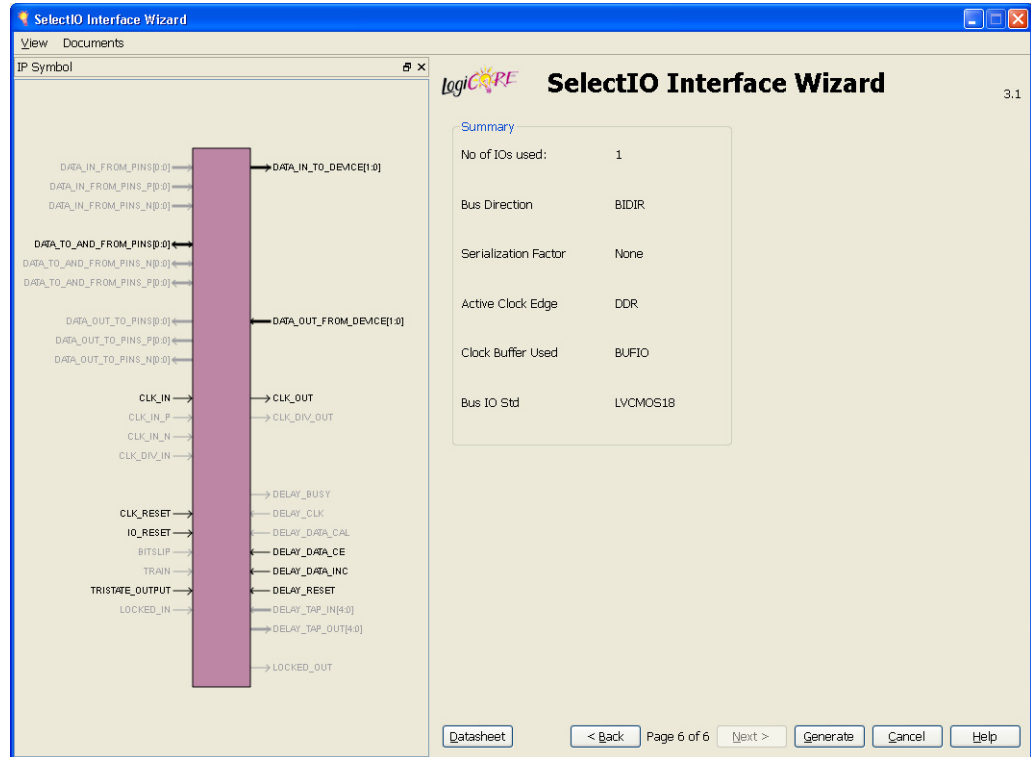 SelectIO Interface Wizard
View Documents
IP Symbol
DATA_IN_FROM_PINS[0:0]
DATA_IN_FROM_PINS_P[0:0]
DATA_IN_FROM_PINS_N[0:0]
DATA_TO_AND_FROM_PINS[0:0]
DATA_TO_AND_FROM_PINS_N[0:0]
DATA_TO_AND_FROM_PINS_P[0:0]
DATA_OUT_TO_PINS[0:0]
DATA_OUT_TO_PINS_P[0:0]
DATA_OUT_TO_PINS_N[0:0]
CLK_IN
CLK_IN_P
CLK_IN_N
CLK_DIV_IN
CLK_RESET
IO_RESET
BITSLIP
TRAIN
TRISTATE_OUTPUT
LOCKED_IN
DATA_IN_TO_DEVICE[1:0]
DATA_OUT_FROM_DEVICE[1:0]
CLK_OUT
CLK_DIV_OUT
DELAY_BUSY
DELAY_CLK
DELAY_DATA_CAL
DELAY_DATA_CE
DELAY_DATA_INC
DELAY_RESET
DELAY_TAP_IN[4:0]
DELAY_TAP_OUT[4:0]
LOCKED_OUT
LogiCORE SelectIO Interface Wizard 3.1
Summary
No of IOs used: 1
Bus Direction BIDIR
Serialization Factor None
Active Clock Edge DDR
Clock Buffer Used BUFIO
Bus IO Std LVCMOS18
Datasheet < Back Page 6 of 6 Next > Generate Cancel Help